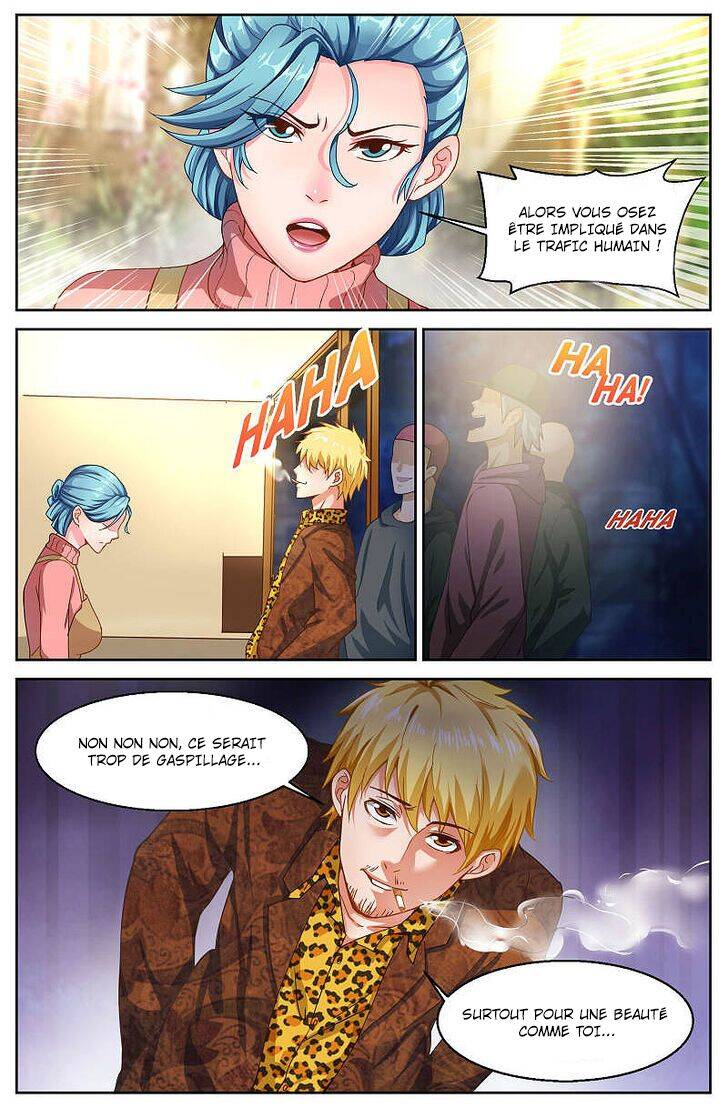 ALORS VOUS OSEZ
ÊTRE IMPLIQUÉ DANS
LE TRAFIC HUMAIN !
HAHA
HA
HA!
HAHA
NON NON NON, CE SERAIT
TROP DE GASPILLAGE...
SURTOUT POUR UNE BEAUTÉ
COMME TOI...